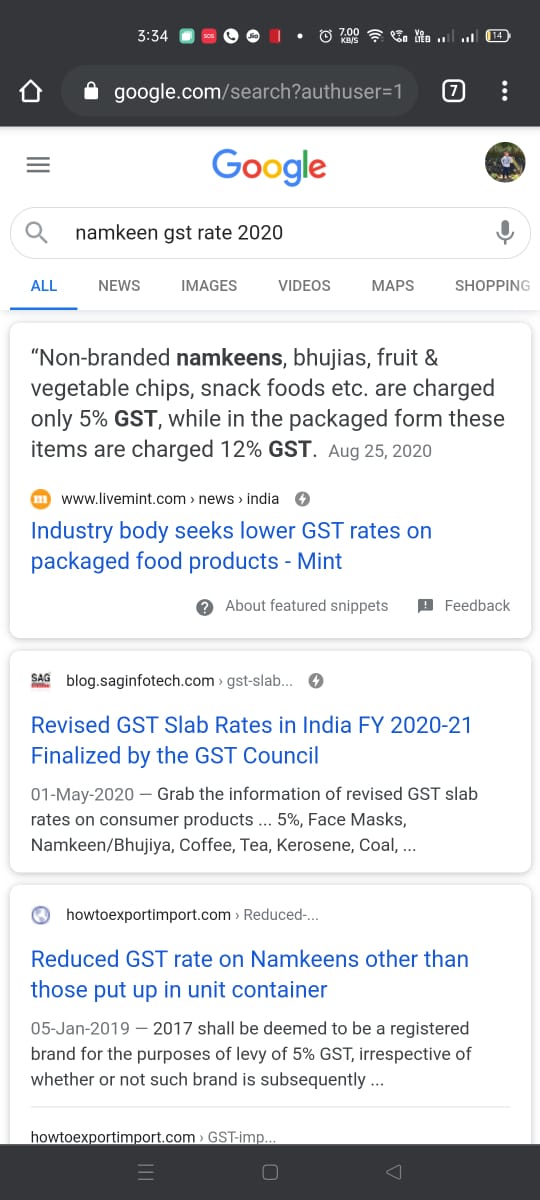 3:34
SOS
Jio
7.00
KB/S
Vo
LTE
14
google.com/search?authuser=1
7
Google
namkeen gst rate 2020
ALL NEWS IMAGES VIDEOS MAPS SHOPPING
“Non-branded namkeens, bhujias, fruit &
vegetable chips, snack foods etc. are charged
only 5% GST, while in the packaged form these
items are charged 12% GST. Aug 25, 2020
m www.livemint.com › news › india
Industry body seeks lower GST rates on
packaged food products - Mint
About featured snippets Feedback
SAG blog.saginfotech.com › gst-slab...
Revised GST Slab Rates in India FY 2020-21
Finalized by the GST Council
01-May-2020 — Grab the information of revised GST slab
rates on consumer products ... 5%, Face Masks,
Namkeen/Bhujiya, Coffee, Tea, Kerosene, Coal, ...
howtoexportimport.com › Reduced-...
Reduced GST rate on Namkeens other than
those put up in unit container
05-Jan-2019 — 2017 shall be deemed to be a registered
brand for the purposes of levy of 5% GST, irrespective of
whether or not such brand is subsequently ...
howtoexportimport.com › GST-imp...